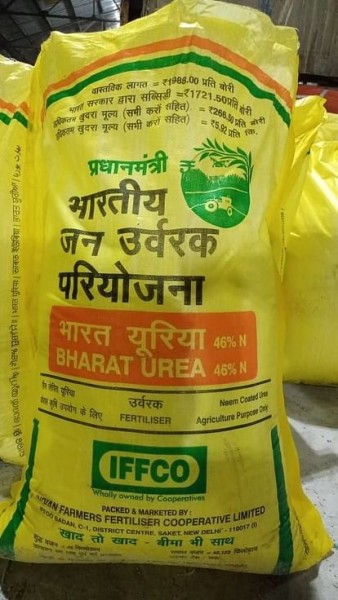 वास्तविक लागत = ₹1988.00 प्रति बोरी
भारत सरकार द्वारा सब्सिडी = ₹1721.50 प्रति बोरी
अधिकतम खुदरा मूल्य (सभी करों सहित) = ₹266.50 प्रति बोरी
अधिकतम खुदरा मूल्य (सभी करों सहित) = ₹5.92 प्रति कि.
प्रधानमंत्री
भारतीय
जन उर्वरक
परियोजना
भारत यूरिया 46% N
BHARAT UREA 46% N
नीम लेपित यूरिया उर्वरक Neem Coated Urea
कृषि उपयोग के लिए FERTILISER Agriculture Purpose Only
IFFCO
Wholly owned by Cooperatives
PACKED & MARKETED BY :
INDIAN FARMERS FERTILISER COOPERATIVE LIMITED
IFFCO SADAN, C-1, DISTRICT CENTRE, SAKET, NEW DELHI - 110017 (I)
खाद तो खाद - बीमा भी साथ